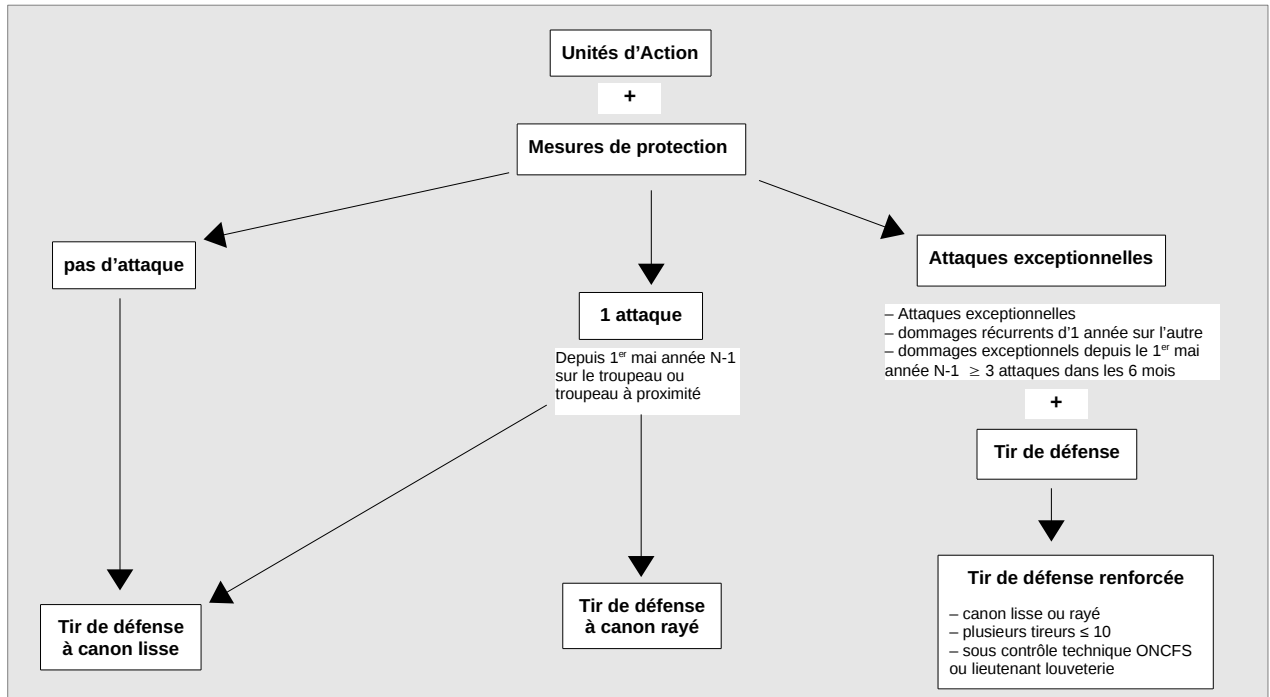 Unités d’Action
+
Mesures de protection
pas d’attaque
1 attaque
Depuis 1er mai année N-1
sur le troupeau ou
troupeau à proximité
Attaques exceptionnelles
– Attaques exceptionnelles
– dommages récurrents d’1 année sur l’autre
– dommages exceptionnels depuis le 1er mai
année N-1 ≥ 3 attaques dans les 6 mois
+
Tir de défense
Tir de défense
à canon lisse
Tir de défense
à canon rayé
Tir de défense renforcée
– canon lisse ou rayé
– plusieurs tireurs ≤ 10
– sous contrôle technique ONCFS
ou lieutenant louveterie